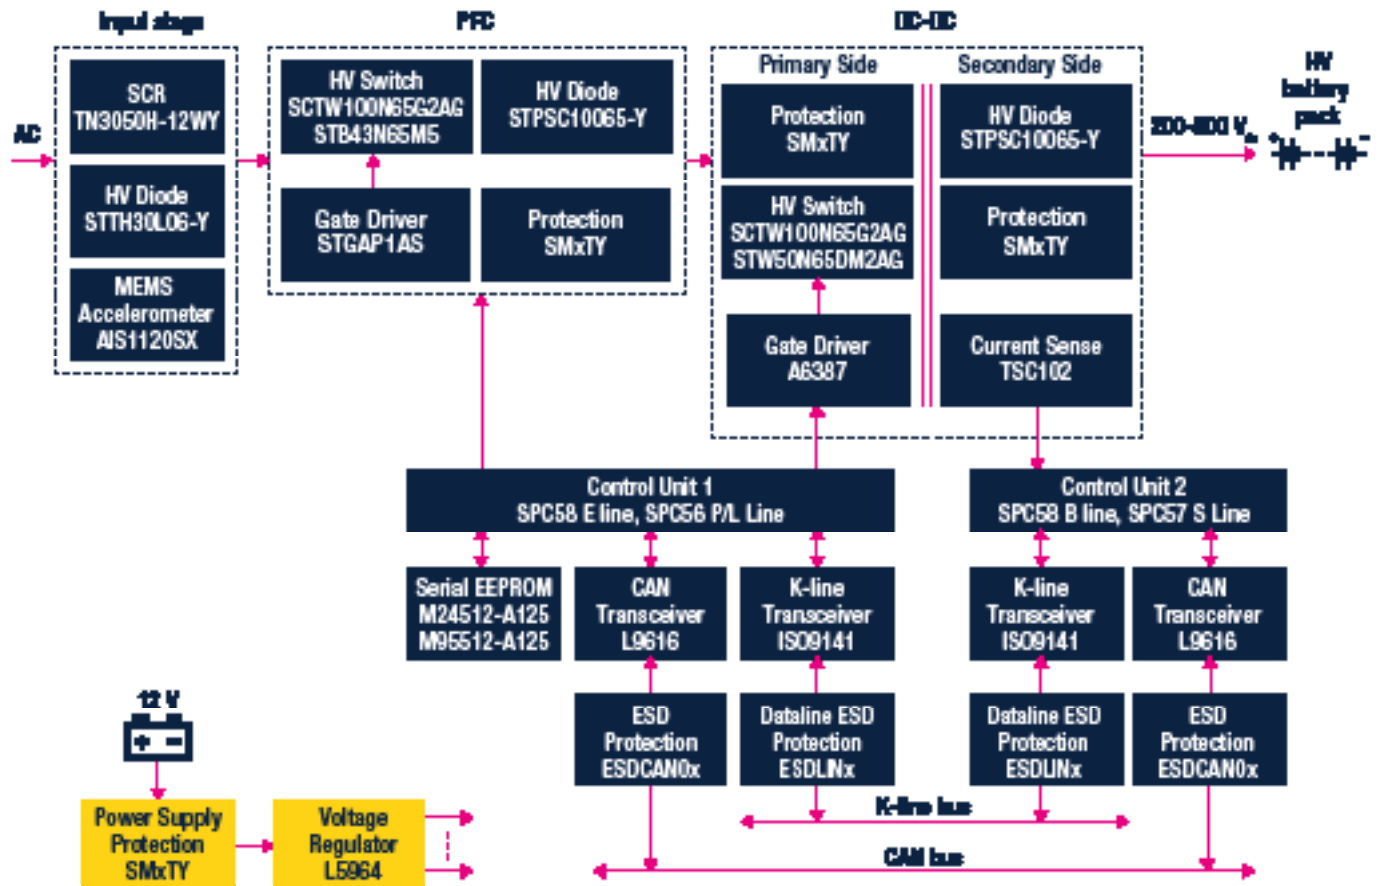 Input stage
PFC
DC-DC
AC
SCR
TN3050H-12WY
HV Diode
STTH30L06-Y
MEMS
Accelerometer
AIS1120SX
HV Switch
SCTW100N65G2AG
STB43N65M5
HV Diode
STPSC10065-Y
Gate Driver
STGAP1AS
Protection
SMxTY
Primary Side
Secondary Side
Protection
SMxTY
HV Switch
SCTW100N65G2AG
STW50N65DM2AG
Gate Driver
A6387
HV Diode
STPSC10065-Y
Protection
SMxTY
Current Sense
TSC102
HV
battery
pack
+ -
Control Unit 1
SPC58 E line, SPC56 P/L Line
Control Unit 2
SPC58 B line, SPC57 S Line
Serial EEPROM
M24512-A125
M95512-A125
CAN
Transceiver
L9616
K-line
Transceiver
ISO9141
K-line
Transceiver
ISO9141
CAN
Transceiver
L9616
ESD
Protection
ESDCAN0x
Dataline ESD
Protection
ESDLINx
Dataline ESD
Protection
ESDLINx
ESD
Protection
ESDCAN0x
K-line bus
CAN bus
12 V
+ -
Power Supply
Protection
SMxTY
Voltage
Regulator
L5964